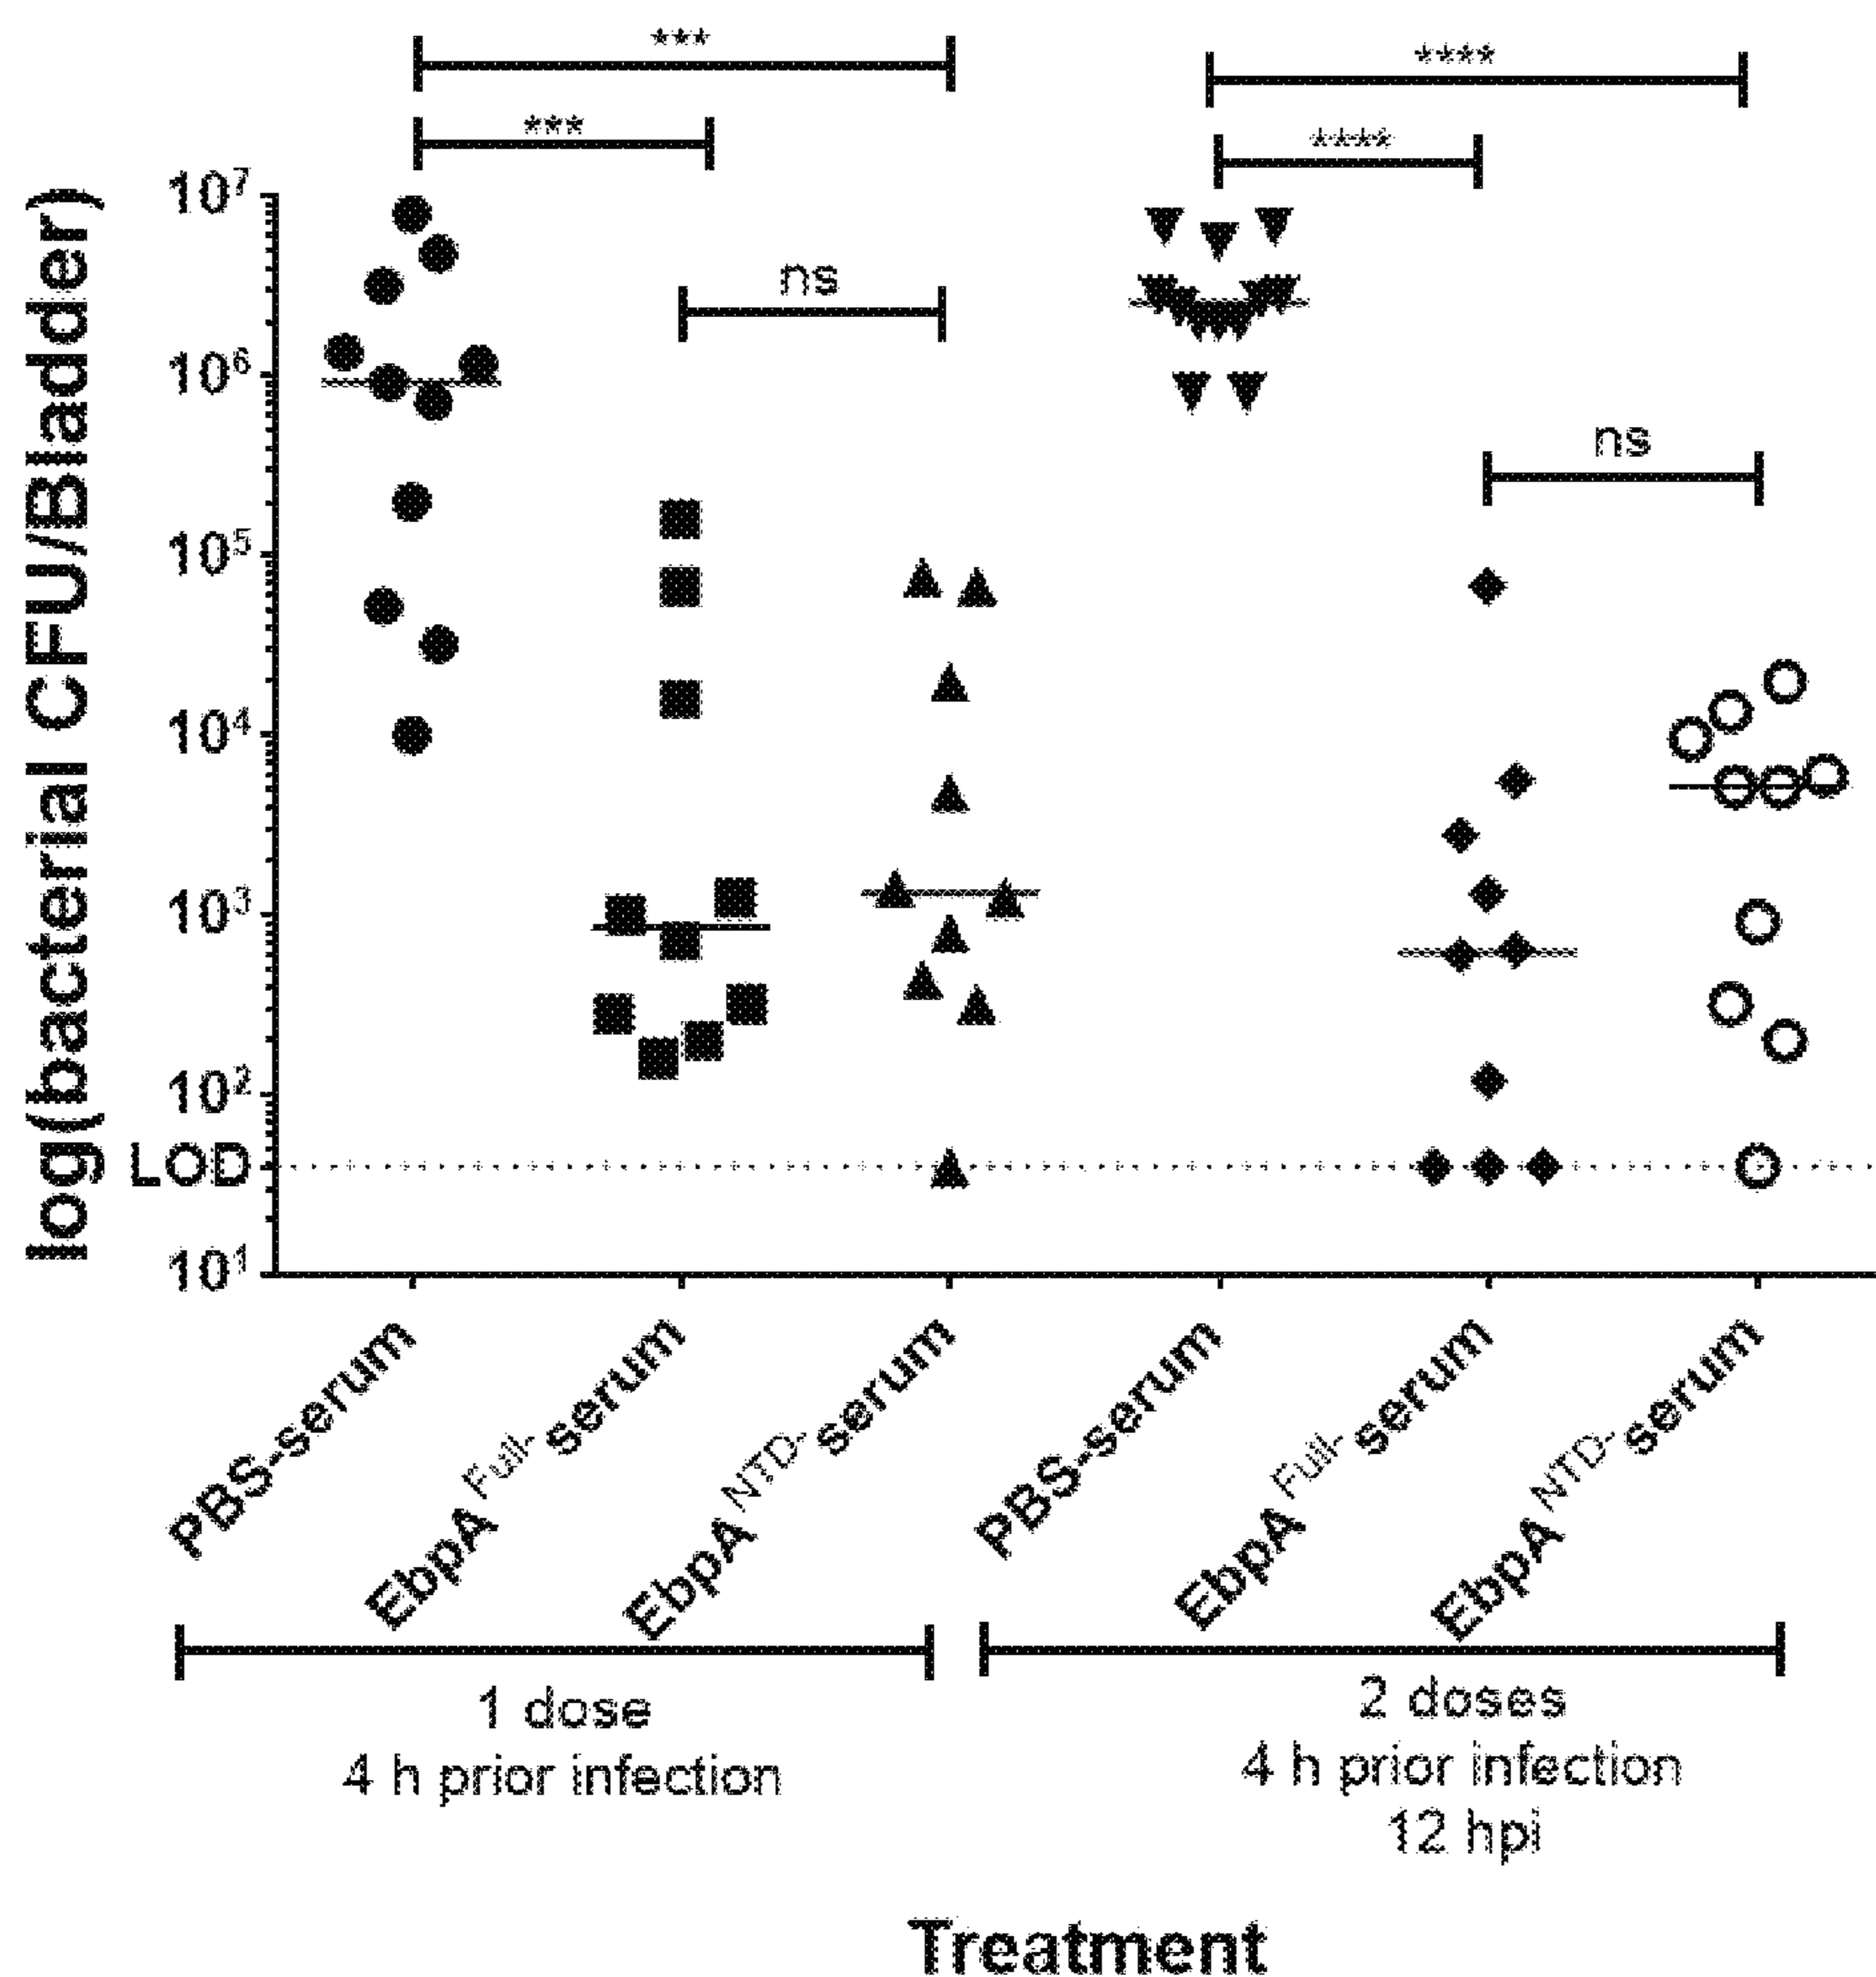 ***
****
***
****
log(bacterial CFU/Bladder)
10⁷
ns
10⁶
ns
10⁵
10⁴
10³
10²
LOD
10¹
PBS-serum
EbpA Full- serum
EbpA NTD- serum
PBS-serum
EbpA Full- serum
EbpA NTD- serum
1 dose
4 h prior infection
2 doses
4 h prior infection
12 hpi
Treatment